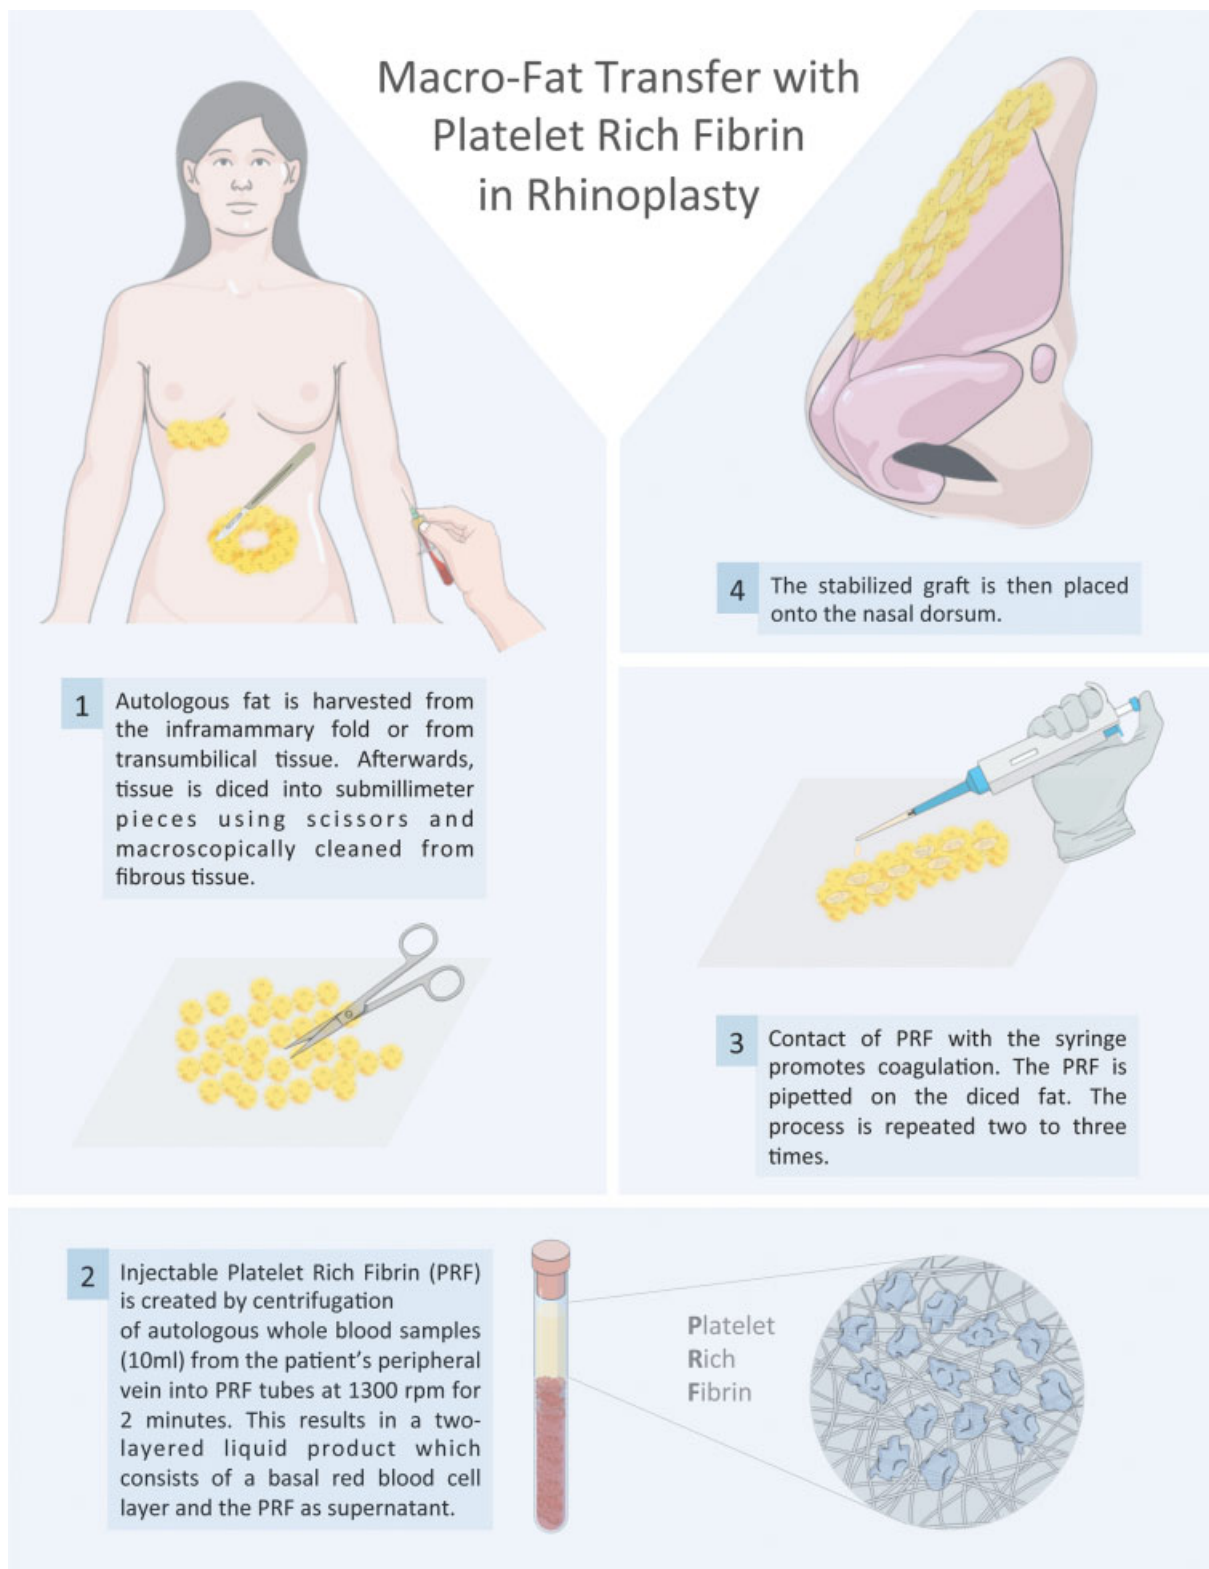 Macro-Fat Transfer with
Platelet Rich Fibrin
in Rhinoplasty
1
Autologous fat is harvested from
the inframammary fold or from
transumbilical tissue. Afterwards,
tissue is diced into submillimeter
pieces using scissors and
macroscopically cleaned from
fibrous tissue.
2
Injectable Platelet Rich Fibrin (PRF)
is created by centrifugation
of autologous whole blood samples
(10ml) from the patient's peripheral
vein into PRF tubes at 1300 rpm for
2 minutes. This results in a two-
layered liquid product which
consists of a basal red blood cell
layer and the PRF as supernatant.
Platelet
Rich
Fibrin
3
Contact of PRF with the syringe
promotes coagulation. The PRF is
pipetted on the diced fat. The
process is repeated two to three
times.
4
The stabilized graft is then placed
onto the nasal dorsum.